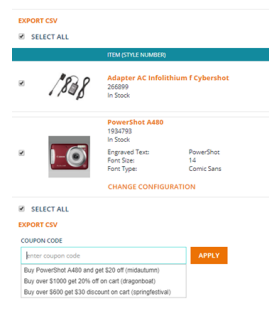 EXPORT CSV
SELECT ALL
ITEM (STYLE NUMBER)
Adapter AC Infolithium f Cybershot
266899
In Stock
PowerShot A480
1934793
In Stock
Engraved Text: PowerShot
Font Size: 14
Font Type: Comic Sans
CHANGE CONFIGURATION
SELECT ALL
EXPORT CSV
COUPON CODE
enter coupon code APPLY
Buy PowerShot A480 and get $20 off (midautumn)
Buy over $1000 get 20% off on cart (dragonboat)
Buy over $600 get $30 discount on cart (springfestival)